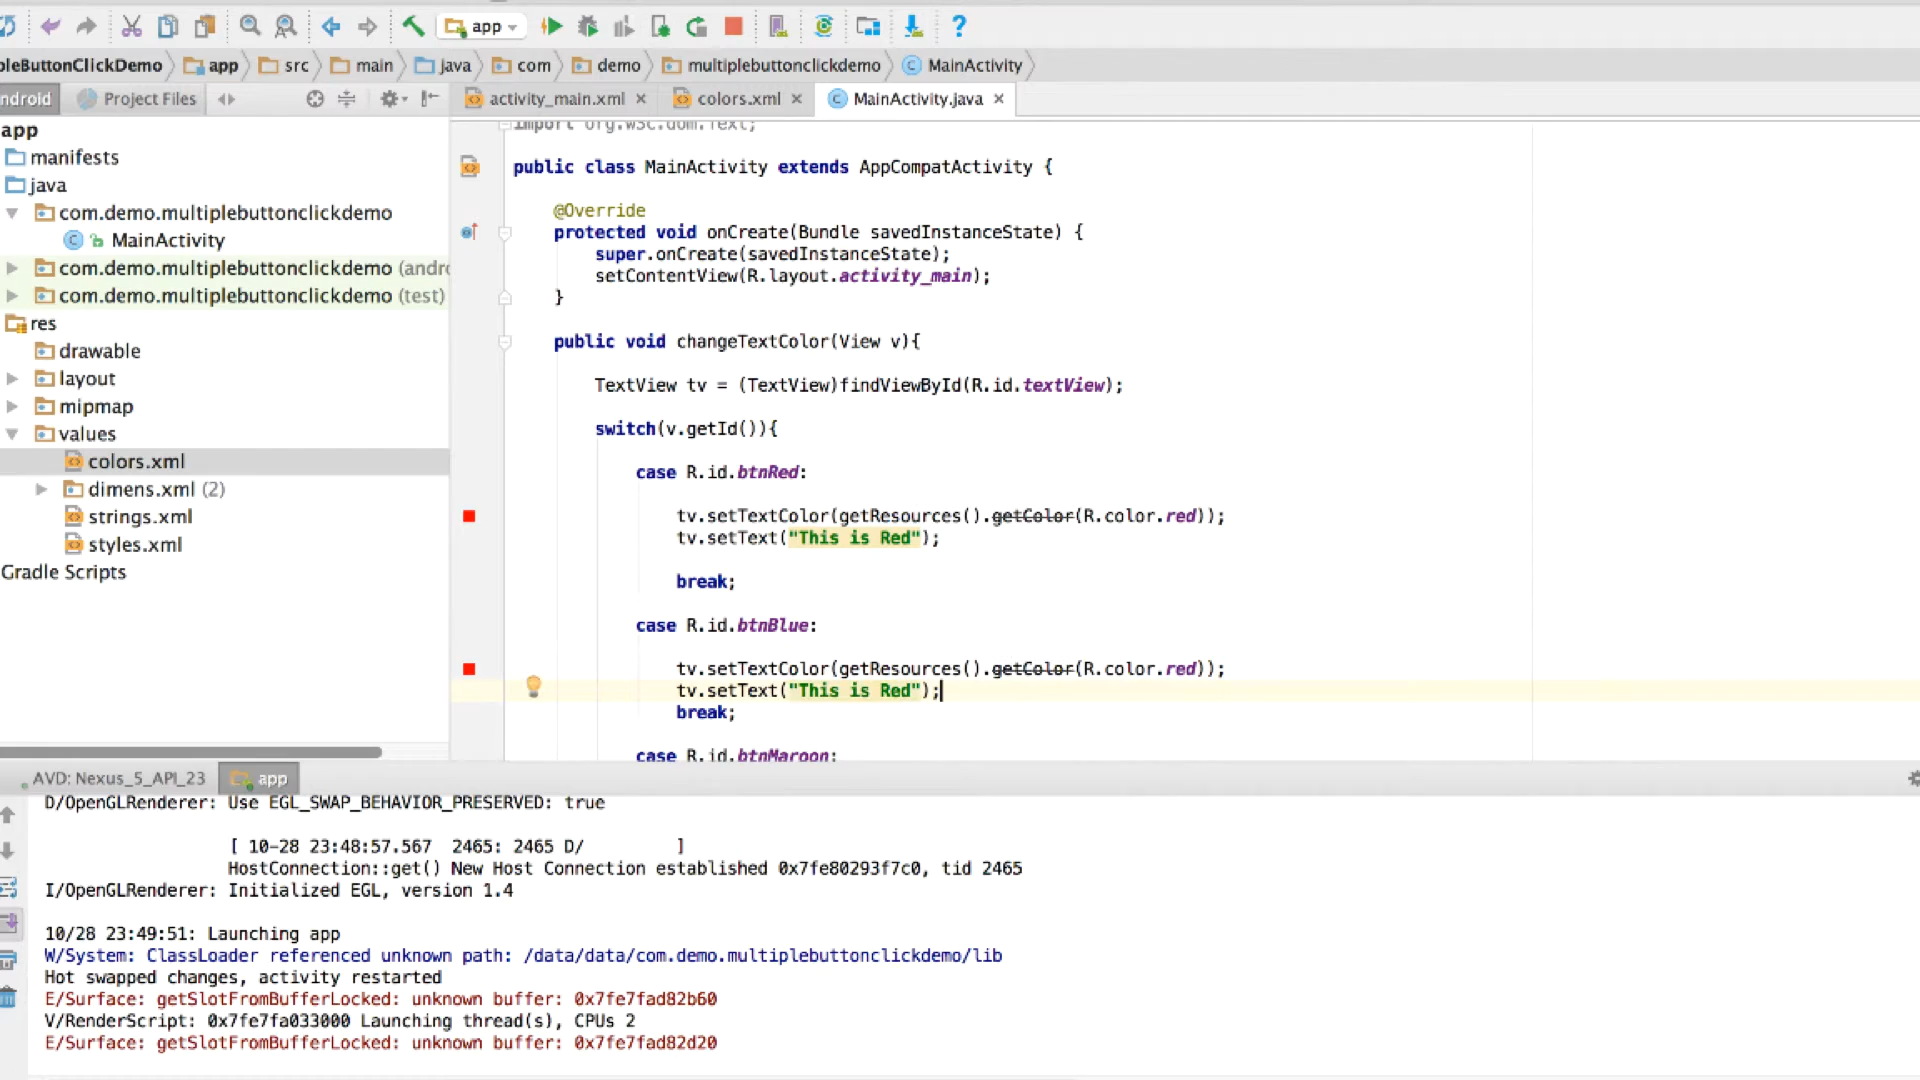 app
pleButtonClickDemo app src main java com demo multiplebuttonclickdemo MainActivity
ndroid Project Files activity_main.xml colors.xml MainActivity.java
app
manifests
java
com.demo.multiplebuttonclickdemo
MainActivity
com.demo.multiplebuttonclickdemo (andro
com.demo.multiplebuttonclickdemo (test)
res
drawable
layout
mipmap
values
colors.xml
dimens.xml (2)
strings.xml
styles.xml
Gradle Scripts
import org.w3c.dom.Text;
public class MainActivity extends AppCompatActivity {
@Override
protected void onCreate(Bundle savedInstanceState) {
super.onCreate(savedInstanceState);
setContentView(R.layout.activity_main);
}
public void changeTextColor(View v){
TextView tv = (TextView)findViewById(R.id.textView);
switch(v.getId()){
case R.id.btnRed:
tv.setTextColor(getResources().getColor(R.color.red));
tv.setText("This is Red");
break;
case R.id.btnBlue:
tv.setTextColor(getResources().getColor(R.color.red));
tv.setText("This is Red");
break;
case R.id.btnMaroon:
AVD: Nexus_5_API_23 app
D/OpenGLRenderer: Use EGL_SWAP_BEHAVIOR_PRESERVED: true
[ 10-28 23:48:57.567 2465: 2465 D/ ]
HostConnection::get() New Host Connection established 0x7fe80293f7c0, tid 2465
I/OpenGLRenderer: Initialized EGL, version 1.4
10/28 23:49:51: Launching app
W/System: ClassLoader referenced unknown path: /data/data/com.demo.multiplebuttonclickdemo/lib
Hot swapped changes, activity restarted
E/Surface: getSlotFromBufferLocked: unknown buffer: 0x7fe7fad82b60
V/RenderScript: 0x7fe7fa033000 Launching thread(s), CPUs 2
E/Surface: getSlotFromBufferLocked: unknown buffer: 0x7fe7fad82d20